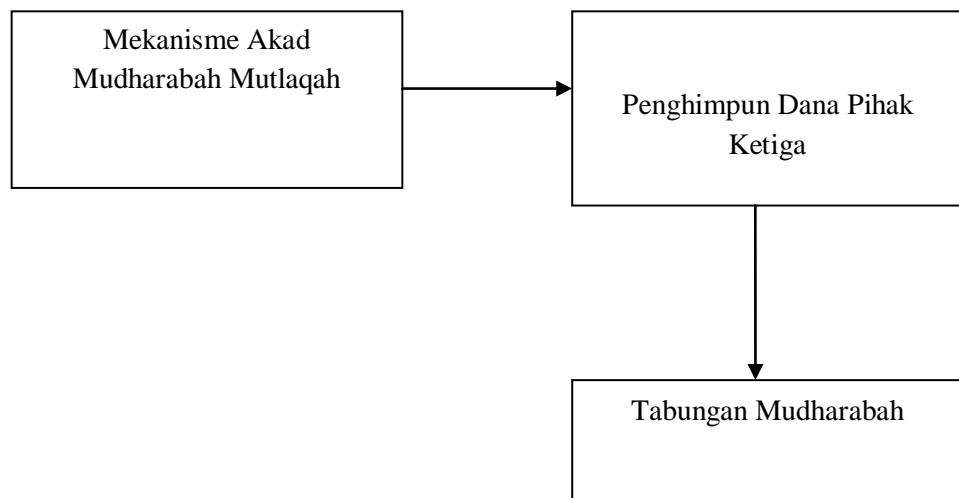 Mekanisme Akad
Mudharabah Mutlaqah
Penghimpun Dana Pihak
Ketiga
Tabungan Mudharabah